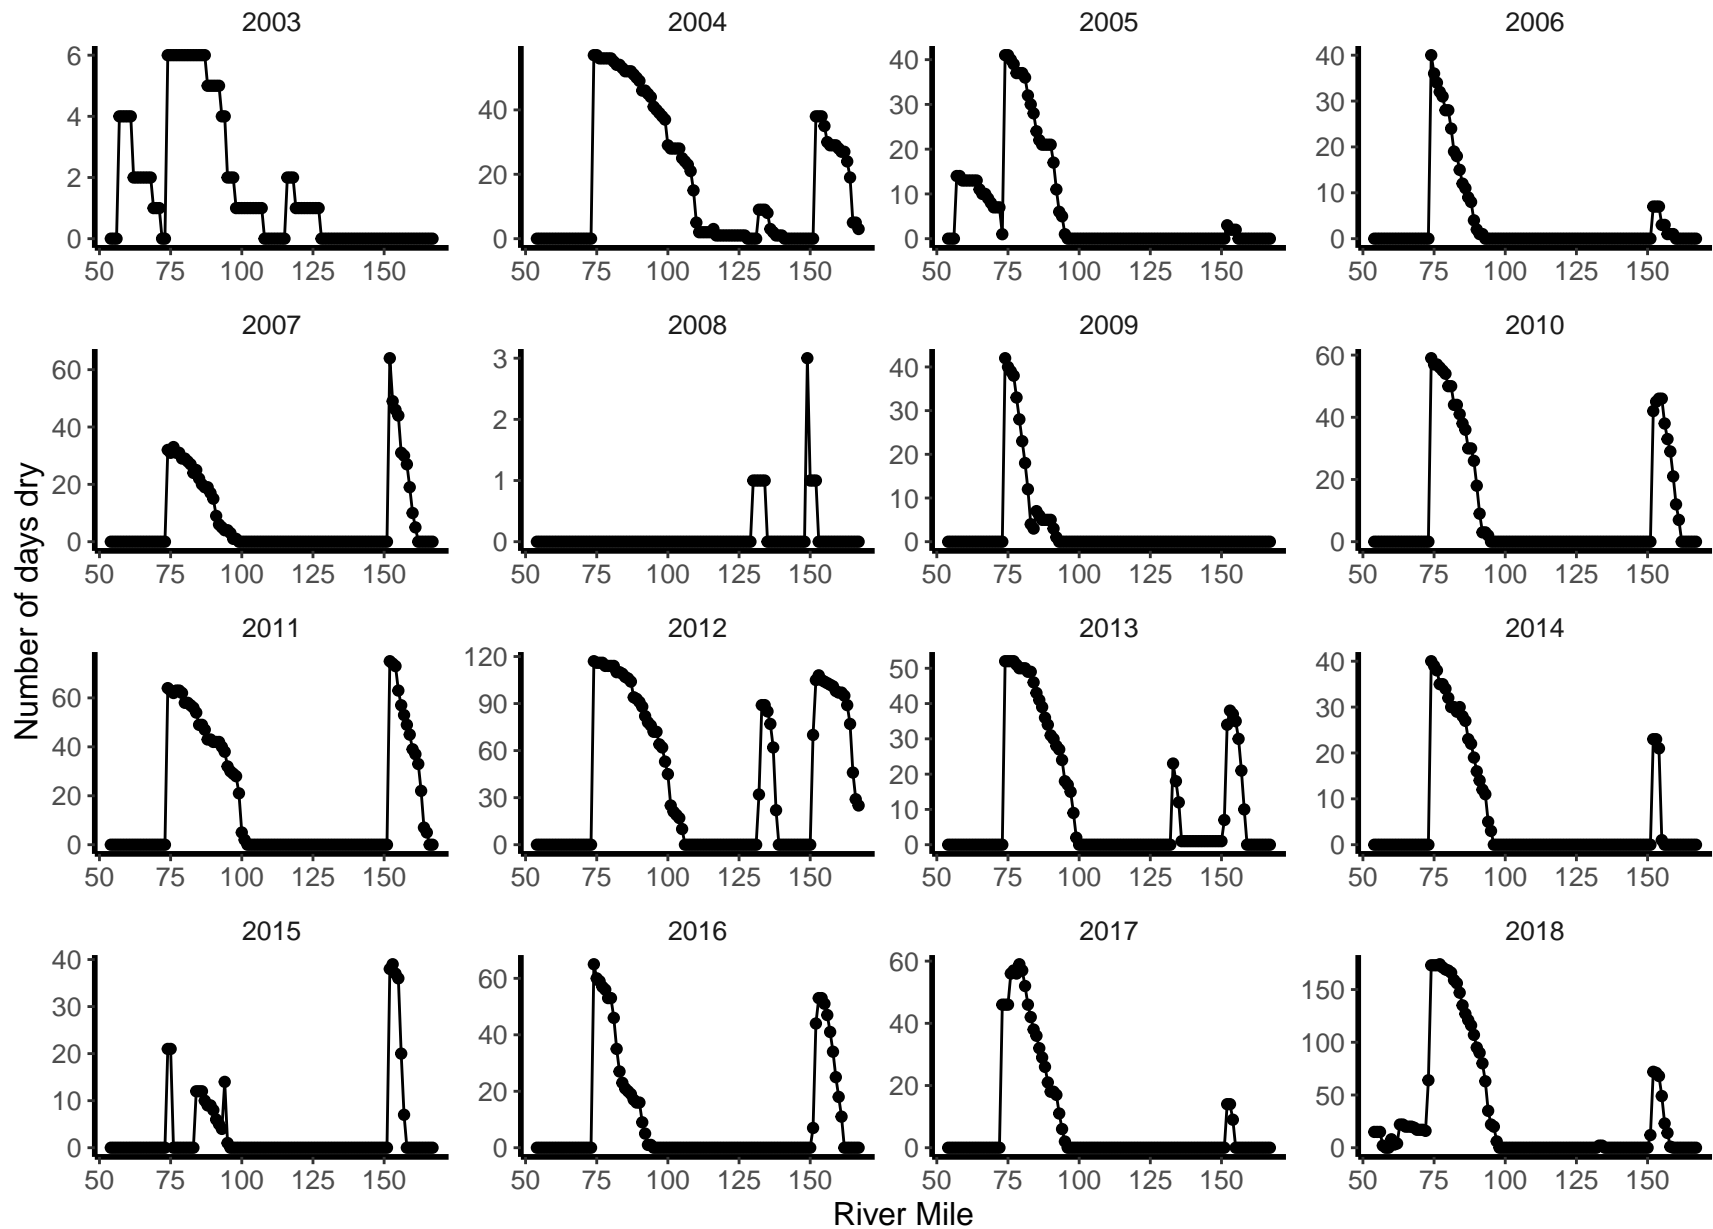 2003 2004 2005 2006
6 40 40 40
4 20 30 30
2 0 20 20
0 10 10
0 0
50 75 100 125 150 50 75 100 125 150 50 75 100 125 150 50 75 100 125 150
2007 2008 2009 2010
60 3 40 60
40 2 30 40
20 1 20 20
0 0 10 0
0
50 75 100 125 150 50 75 100 125 150 50 75 100 125 150 50 75 100 125 150
Number of days dry
2011 2012 2013 2014
60 120 50 40
40 90 40 30
20 60 30 20
0 30 20 10
0 10 0
0
50 75 100 125 150 50 75 100 125 150 50 75 100 125 150 50 75 100 125 150
2015 2016 2017 2018
40 60 60 150
30 40 40 100
20 20 20 50
10 0 0 0
0
50 75 100 125 150 50 75 100 125 150 50 75 100 125 150 50 75 100 125 150
River Mile